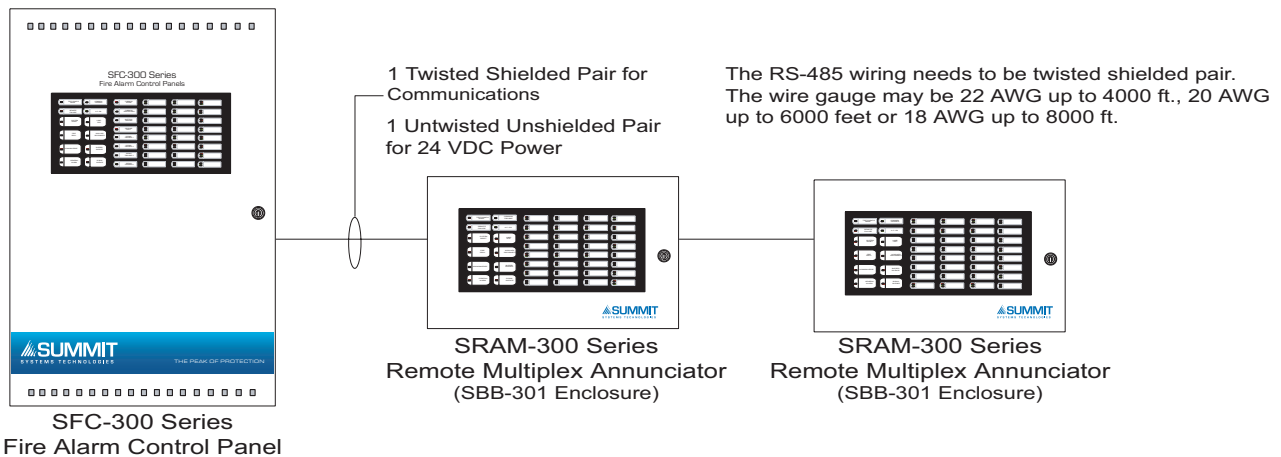 SFC-300 Series
Fire Alarm Control Panels
SUMMIT
SYSTEMS TECHNOLOGIES
THE PEAK OF PROTECTION
SFC-300 Series
Fire Alarm Control Panel
1 Twisted Shielded Pair for
Communications
1 Untwisted Unshielded Pair
for 24 VDC Power
The RS-485 wiring needs to be twisted shielded pair.
The wire gauge may be 22 AWG up to 4000 ft., 20 AWG
up to 6000 feet or 18 AWG up to 8000 ft.
SUMMIT
SYSTEMS TECHNOLOGIES
SRAM-300 Series
Remote Multiplex Annunciator
(SBB-301 Enclosure)
SUMMIT
SYSTEMS TECHNOLOGIES
SRAM-300 Series
Remote Multiplex Annunciator
(SBB-301 Enclosure)